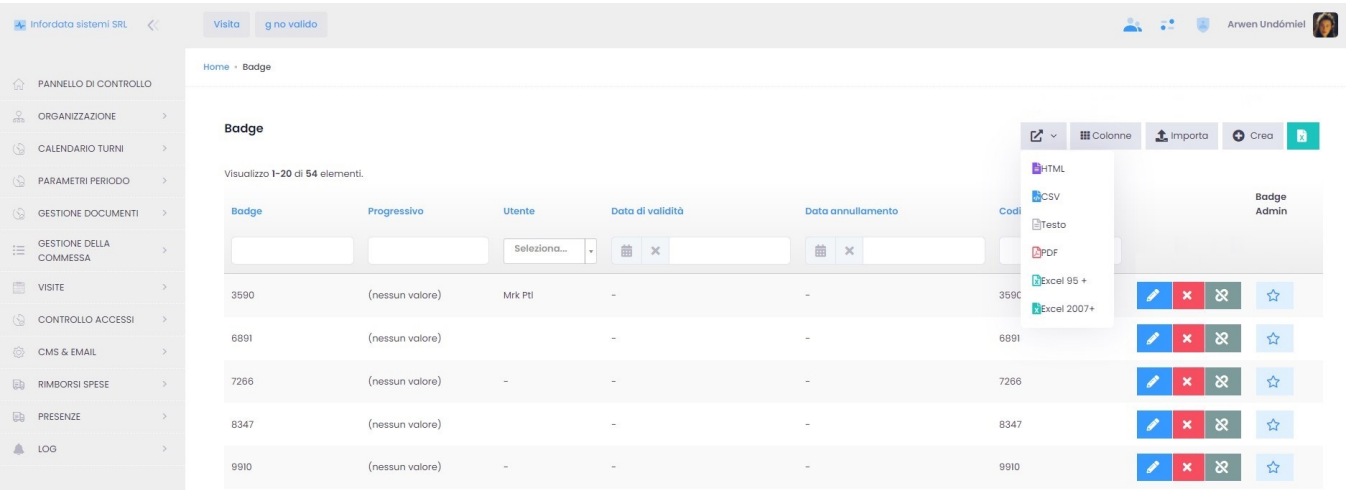 Infordata sistemi SRL
Visita
g no valido
Arwen Undómiel
Home • Badge
PANNELLO DI CONTROLLO
ORGANIZZAZIONE
CALENDARIO TURNI
PARAMETRI PERIODO
GESTIONE DOCUMENTI
GESTIONE DELLA
COMMESSA
VISITE
CONTROLLO ACCESSI
CMS & EMAIL
RIMBORSI SPESE
PRESENZE
LOG
Badge
Colonne
Importa
Crea
Visualizzo 1-20 di 54 elementi.
HTML
CSV
Testo
PDF
Excel 95 +
Excel 2007+
Badge Progressivo Utente Data di validità Data annullamento Codi
Badge
Admin
Seleziona...
3590 (nessun valore) Mrk Ptl - - 3590
6891 (nessun valore) - - 6891
7266 (nessun valore) - - - 7266
8347 (nessun valore) - - 8347
9910 (nessun valore) - - - 9910